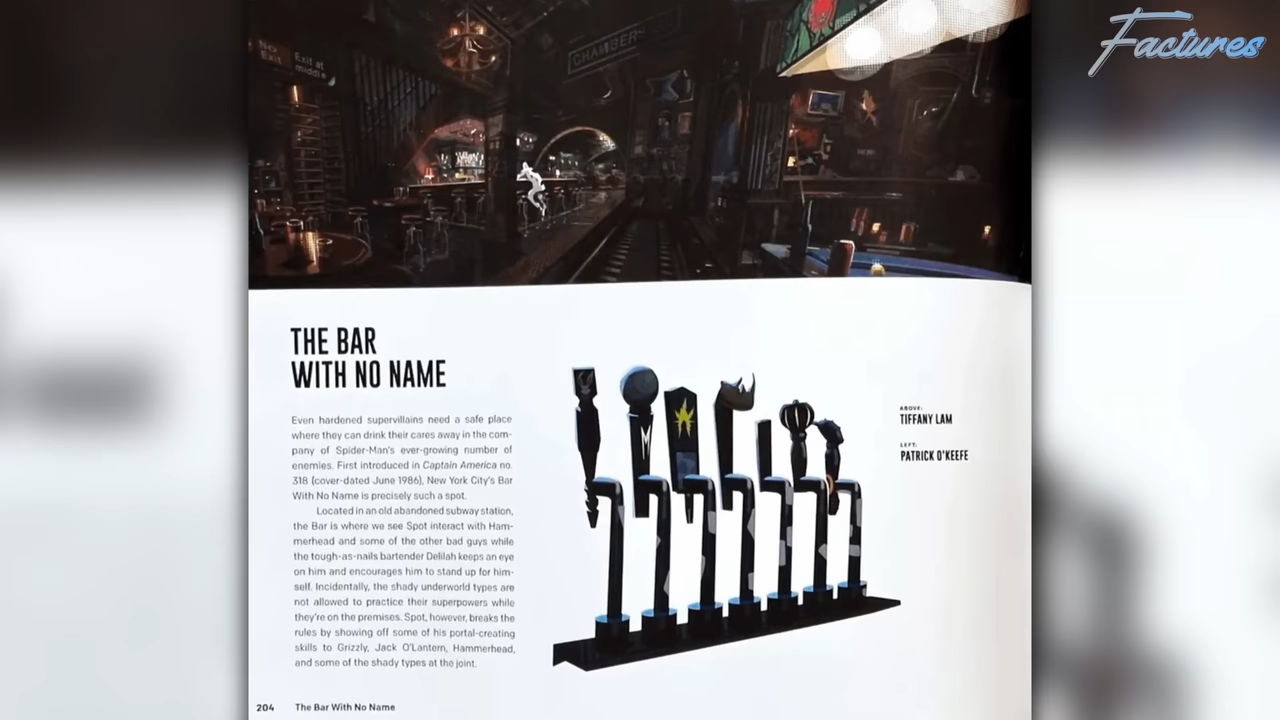 Factures
No
Exit
Exit at
middle
CHAMBERS
THE BAR
WITH NO NAME
Even hardened supervillains need a safe place
where they can drink their cares away in the com-
pany of Spider-Man's ever-growing number of
enemies. First introduced in Captain America no.
318 (cover-dated June 1986), New York City's Bar
With No Name is precisely such a spot.
Located in an old abandoned subway station,
the Bar is where we see Spot interact with Ham-
merhead and some of the other bad guys while
the tough-as-nails bartender Delilah keeps an eye
on him and encourages him to stand up for him-
self. Incidentally, the shady underworld types are
not allowed to practice their superpowers while
they're on the premises. Spot, however, breaks the
rules by showing off some of his portal-creating
skills to Grizzly, Jack O'Lantern, Hammerhead,
and some of the shady types at the joint.
M
ABOVE:
TIFFANY LAM
LEFT:
PATRICK O'KEEFE
204 The Bar With No Name